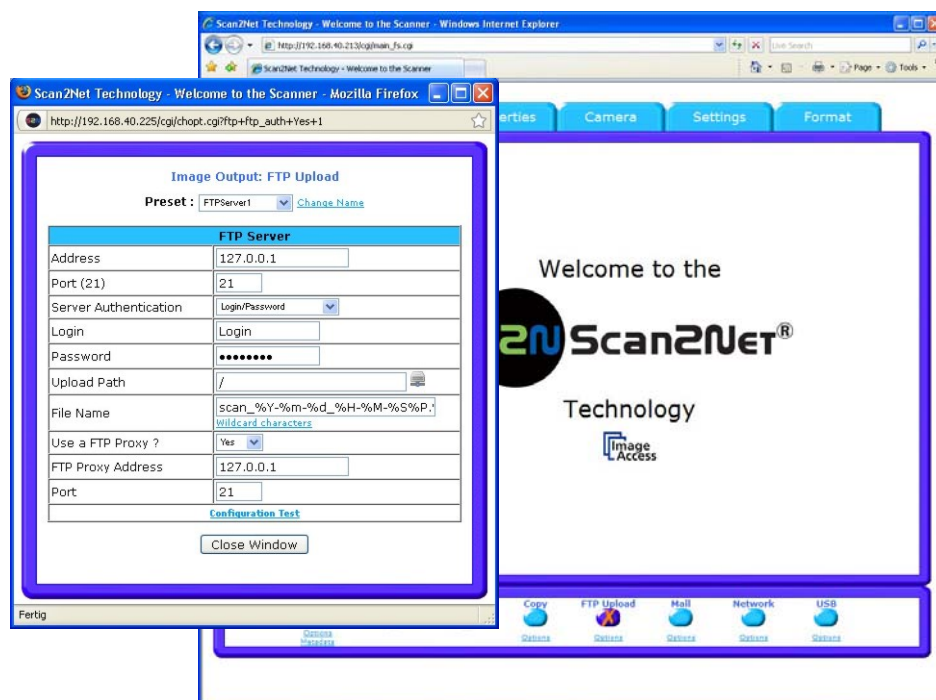 Scan2Net Technology - Welcome to the Scanner - Windows Internet Explorer
http://192.168.40.213/cgi/main_fs.cgi
Live Search
Scan2Net Technology - Welcome to the Scanner
Page
Tools
Scan2Net Technology - Welcome to the Scanner - Mozilla Firefox
http://192.168.40.225/cgi/chopt.cgi?ftp+ftp_auth+Yes+1
Image Output: FTP Upload
Preset : FTPServer1 Change Name
FTP Server
Address 127.0.0.1
Port (21) 21
Server Authentication Login/Password
Login Login
Password ●●●●●●●●
Upload Path /
File Name scan_%Y-%m-%d_%H-%M-%S%P.
Wildcard characters
Use a FTP Proxy ? Yes
FTP Proxy Address 127.0.0.1
Port 21
Configuration Test
Close Window
Fertig
erties Camera Settings Format
Welcome to the
2N Scan2Net®
Technology
Image
Access
Copy FTP Upload Mail Network USB
X
Options Options Options Options Options Options
Metadata